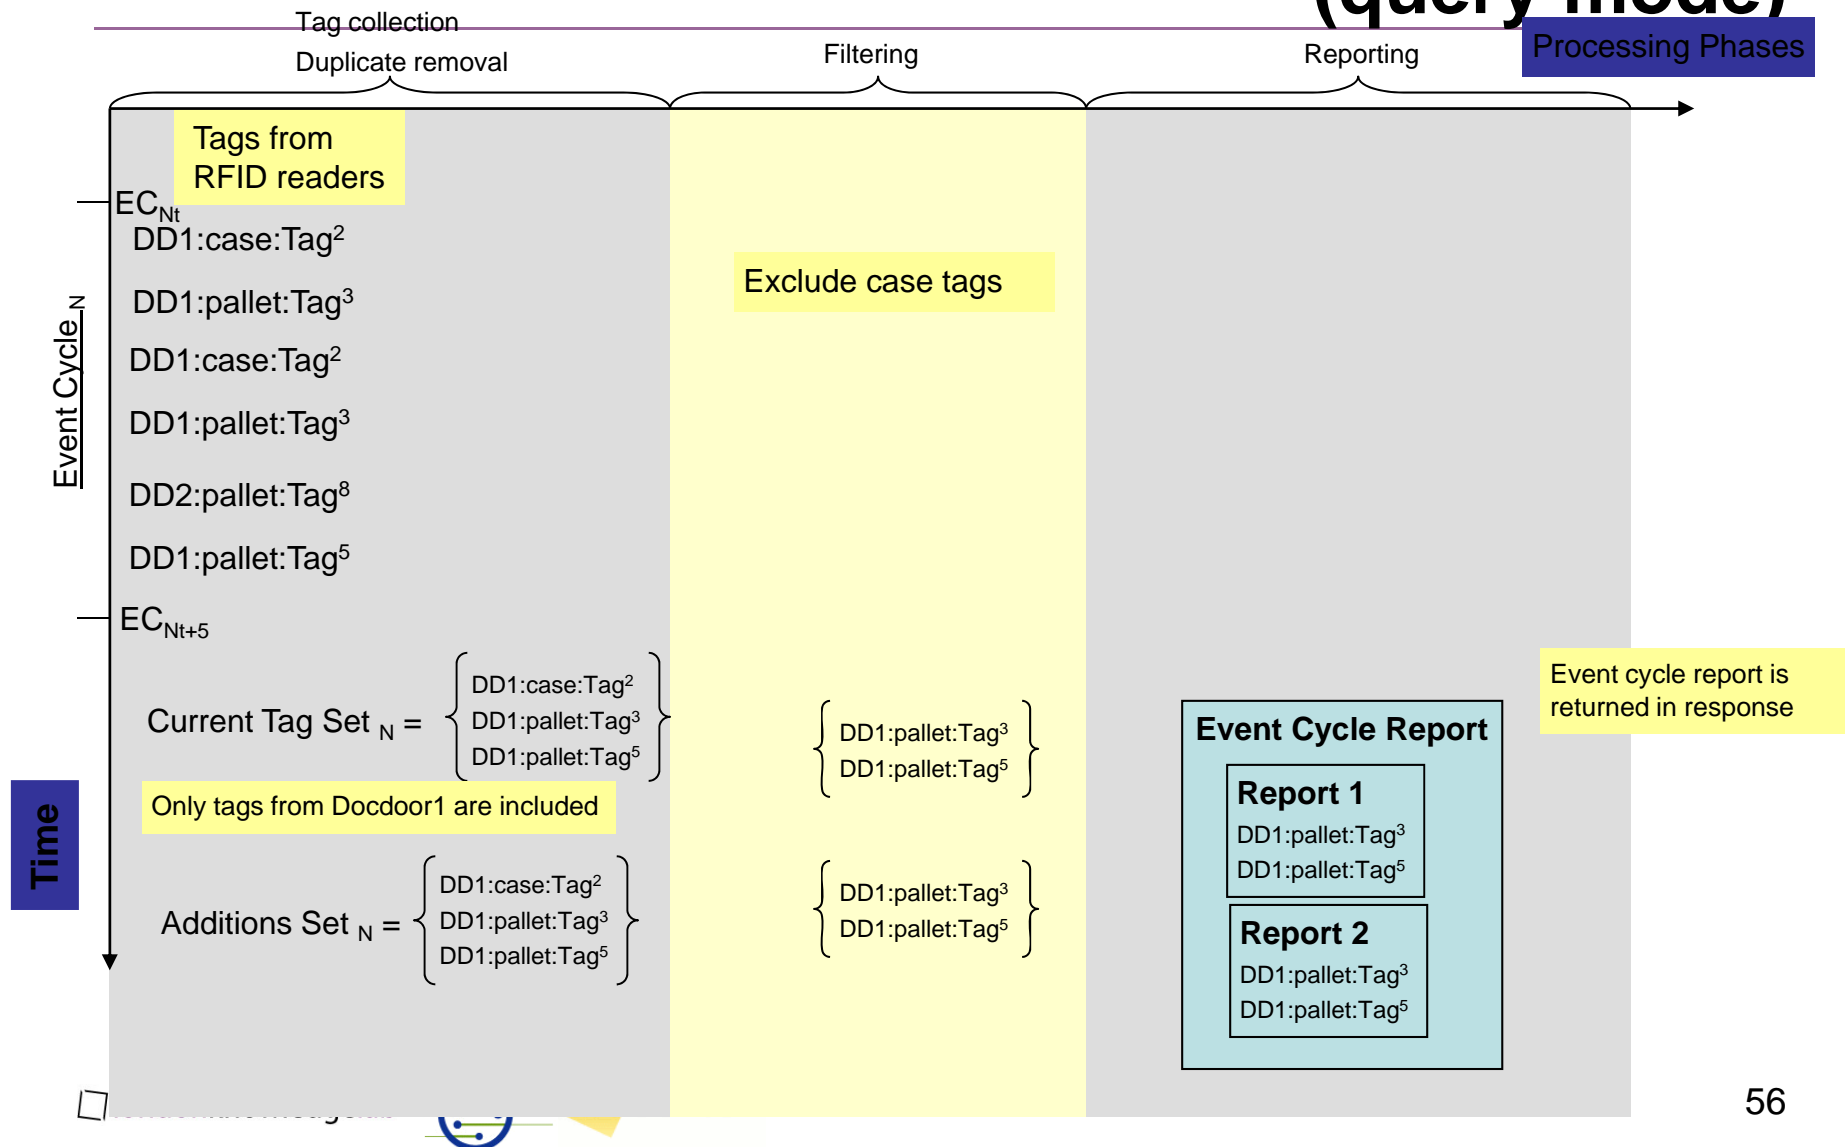 (query mode)
Processing Phases
Tag collection
Duplicate removal
Filtering
Reporting
Tags from
RFID readers
EC_Nt
DD1:case:Tag²
DD1:pallet:Tag³
DD1:case:Tag²
DD1:pallet:Tag³
DD2:pallet:Tag⁸
DD1:pallet:Tag⁵
EC_Nt+5
Event Cycle N
Exclude case tags
Current Tag Set N =
DD1:case:Tag²
DD1:pallet:Tag³
DD1:pallet:Tag⁵
Only tags from Docdoor1 are included
Additions Set N =
DD1:case:Tag²
DD1:pallet:Tag³
DD1:pallet:Tag⁵
DD1:pallet:Tag³
DD1:pallet:Tag⁵
DD1:pallet:Tag³
DD1:pallet:Tag⁵
Event Cycle Report
Report 1
DD1:pallet:Tag³
DD1:pallet:Tag⁵
Report 2
DD1:pallet:Tag³
DD1:pallet:Tag⁵
Event cycle report is
returned in response
Time
56